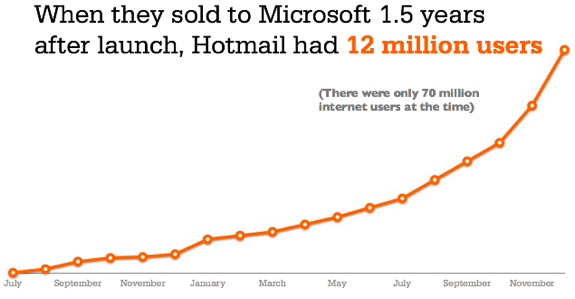 When they sold to Microsoft 1.5 years
after launch, Hotmail had 12 million users
(There were only 70 million
internet users at the time)
July September November January March May July September November